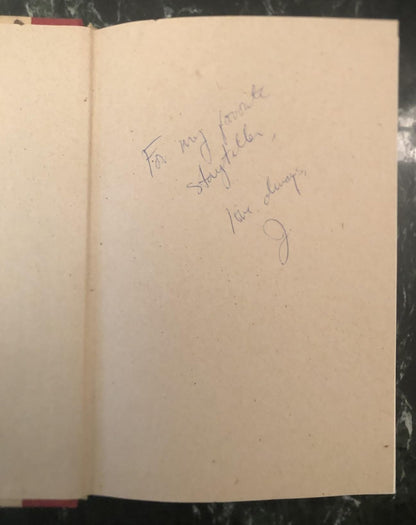 For my favorite
storyteller,
love always,
J